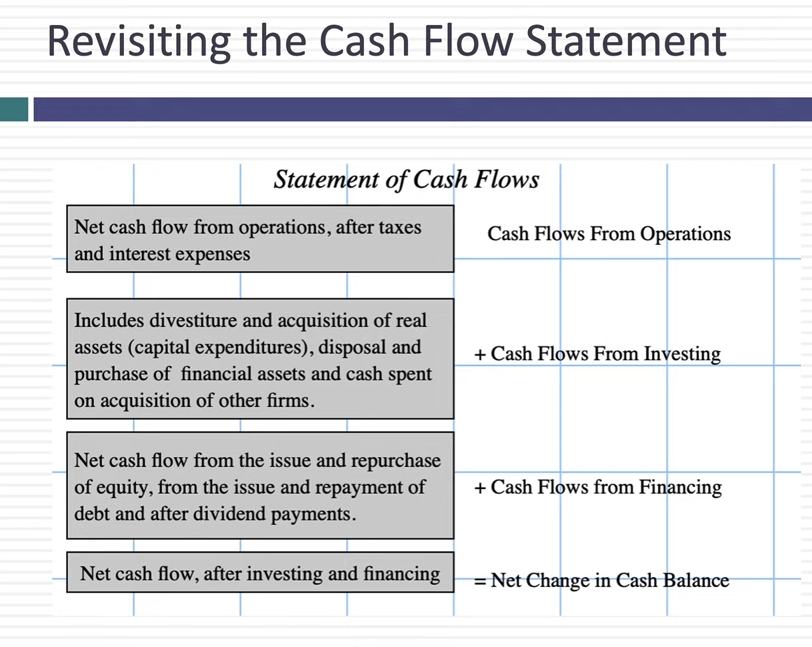 Revisiting the Cash Flow Statement
Statement of Cash Flows
Net cash flow from operations, after taxes
and interest expenses
Cash Flows From Operations
Includes divestiture and acquisition of real
assets (capital expenditures), disposal and
purchase of financial assets and cash spent
on acquisition of other firms.
+ Cash Flows From Investing
Net cash flow from the issue and repurchase
of equity, from the issue and repayment of
debt and after dividend payments.
+ Cash Flows from Financing
Net cash flow, after investing and financing
= Net Change in Cash Balance